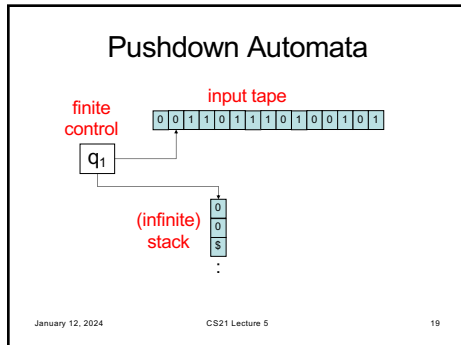 Pushdown Automata
input tape
finite
control
0 0 1 1 0 1 1 1 1 0 1 0 0 1 0 1
q₁
(infinite)
stack
0
0
$
:
January 12, 2024 CS21 Lecture 5 19